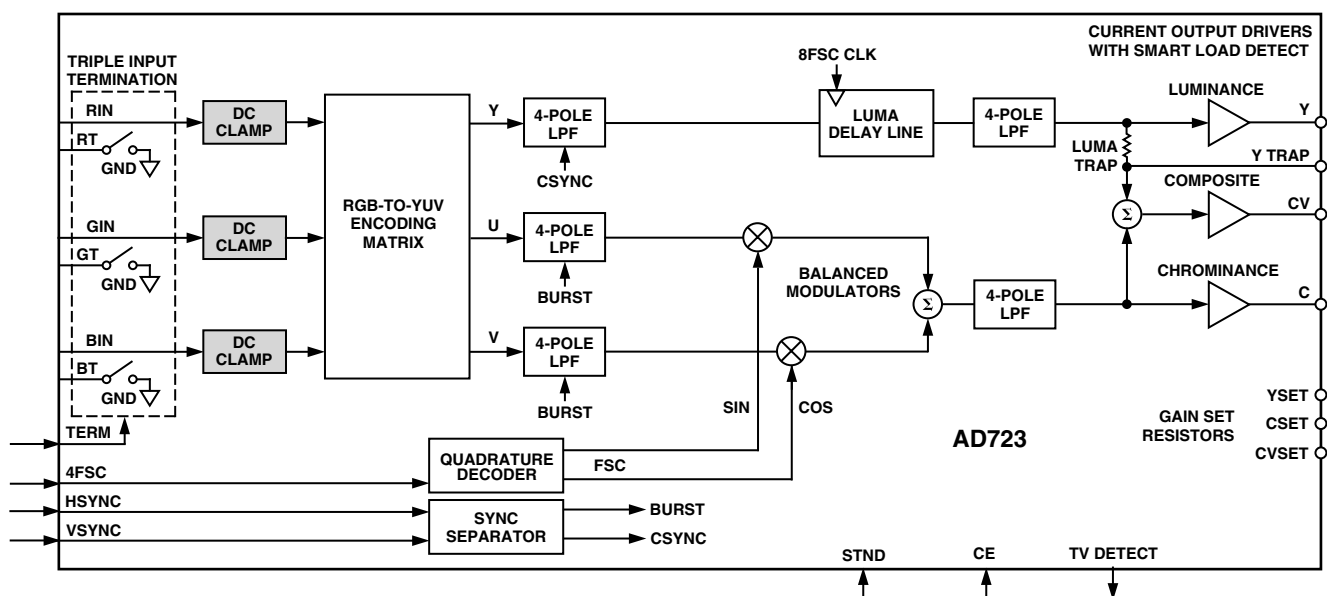 CURRENT OUTPUT DRIVERS
WITH SMART LOAD DETECT
TRIPLE INPUT
TERMINATION
8FSC CLK
RIN
DC
CLAMP
Y
4-POLE
LPF
LUMA
DELAY LINE
4-POLE
LPF
LUMINANCE
Y
RT
GND
CSYNC
LUMA
TRAP
Y TRAP
RGB-TO-YUV
ENCODING
MATRIX
COMPOSITE
GIN
DC
CLAMP
U
4-POLE
LPF
Σ
CV
GT
GND
BURST
BALANCED
MODULATORS
CHROMINANCE
Σ
4-POLE
LPF
C
BIN
DC
CLAMP
V
4-POLE
LPF
BT
GND
BURST
SIN
COS
YSET
GAIN SET
RESISTORS
CSET
CVSET
TERM
AD723
4FSC
QUADRATURE
DECODER
FSC
HSYNC
SYNC
SEPARATOR
BURST
VSYNC
CSYNC
STND
CE
TV DETECT